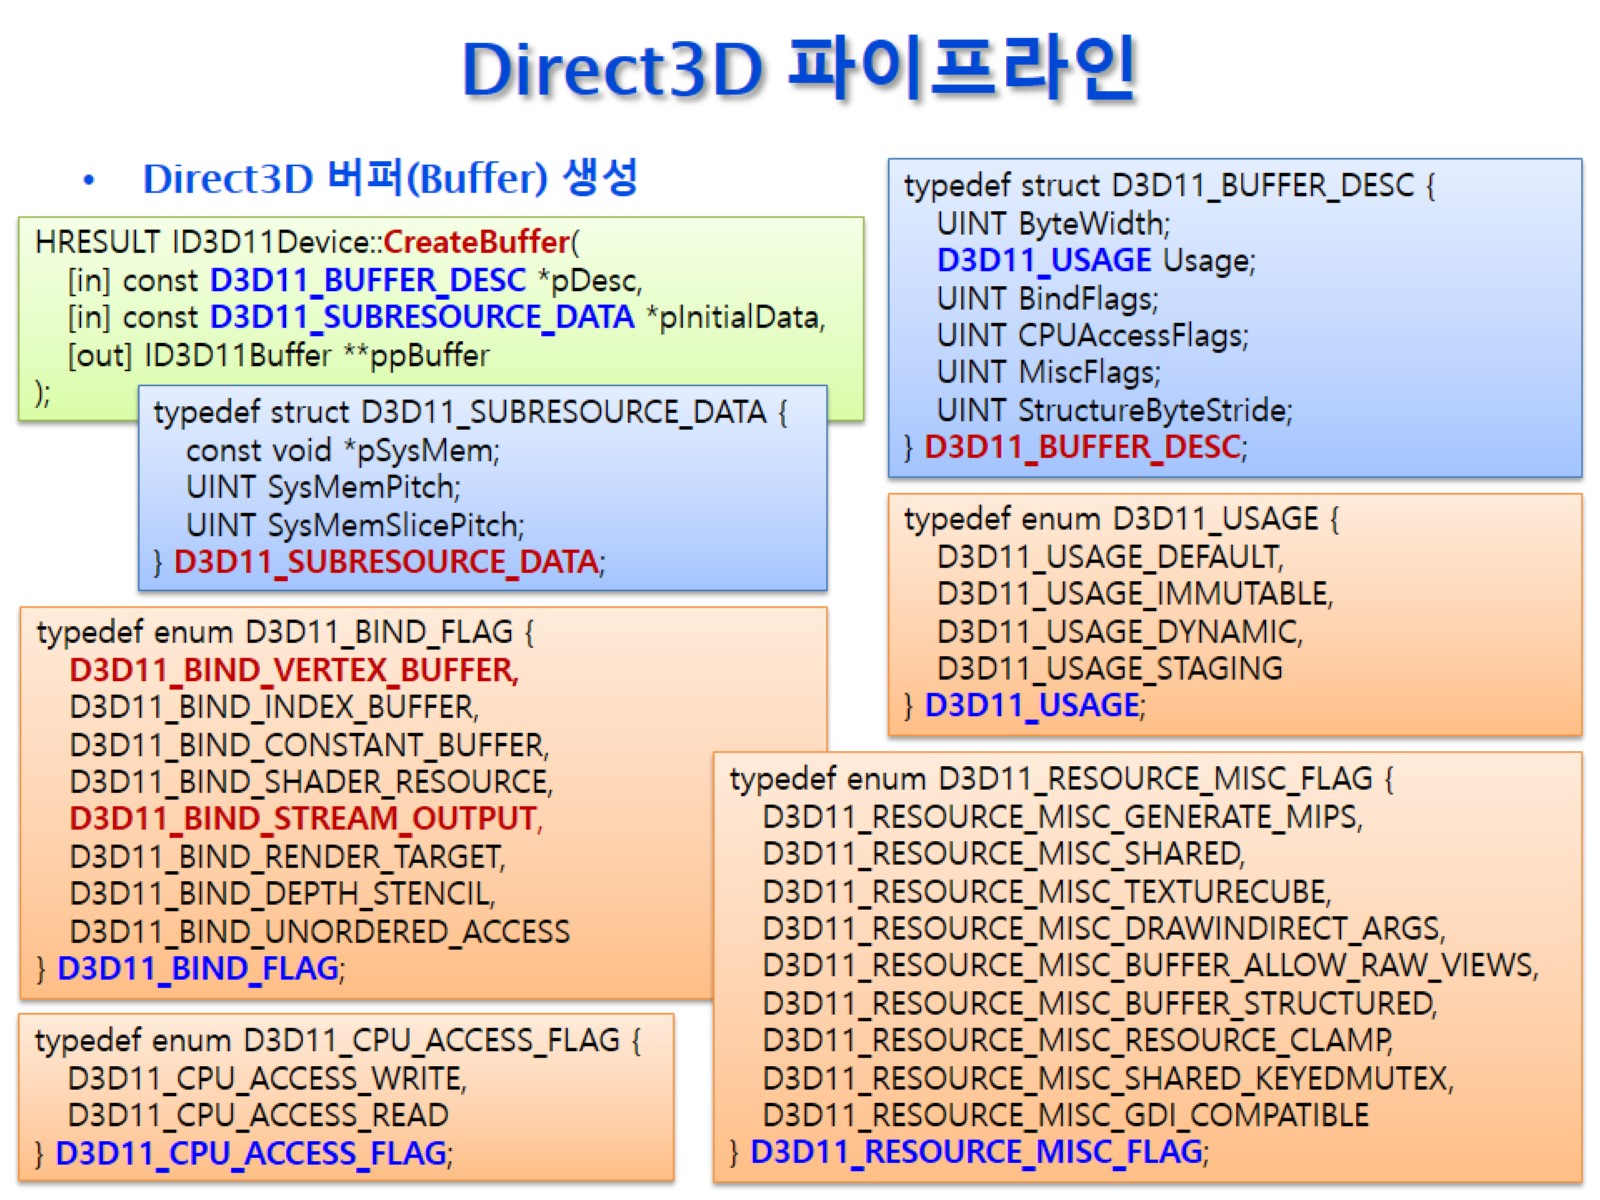 Direct3D 파이프라인
• Direct3D 버퍼(Buffer) 생성
HRESULT ID3D11Device::CreateBuffer(
[in] const D3D11_BUFFER_DESC *pDesc,
[in] const D3D11_SUBRESOURCE_DATA *pInitialData,
[out] ID3D11Buffer **ppBuffer
);
typedef struct D3D11_SUBRESOURCE_DATA {
const void *pSysMem;
UINT SysMemPitch;
UINT SysMemSlicePitch;
} D3D11_SUBRESOURCE_DATA;
typedef enum D3D11_BIND_FLAG {
D3D11_BIND_VERTEX_BUFFER,
D3D11_BIND_INDEX_BUFFER,
D3D11_BIND_CONSTANT_BUFFER,
D3D11_BIND_SHADER_RESOURCE,
D3D11_BIND_STREAM_OUTPUT,
D3D11_BIND_RENDER_TARGET,
D3D11_BIND_DEPTH_STENCIL,
D3D11_BIND_UNORDERED_ACCESS
} D3D11_BIND_FLAG;
typedef enum D3D11_CPU_ACCESS_FLAG {
D3D11_CPU_ACCESS_WRITE,
D3D11_CPU_ACCESS_READ
} D3D11_CPU_ACCESS_FLAG;
typedef struct D3D11_BUFFER_DESC {
UINT ByteWidth;
D3D11_USAGE Usage;
UINT BindFlags;
UINT CPUAccessFlags;
UINT MiscFlags;
UINT StructureByteStride;
} D3D11_BUFFER_DESC;
typedef enum D3D11_USAGE {
D3D11_USAGE_DEFAULT,
D3D11_USAGE_IMMUTABLE,
D3D11_USAGE_DYNAMIC,
D3D11_USAGE_STAGING
} D3D11_USAGE;
typedef enum D3D11_RESOURCE_MISC_FLAG {
D3D11_RESOURCE_MISC_GENERATE_MIPS,
D3D11_RESOURCE_MISC_SHARED,
D3D11_RESOURCE_MISC_TEXTURECUBE,
D3D11_RESOURCE_MISC_DRAWINDIRECT_ARGS,
D3D11_RESOURCE_MISC_BUFFER_ALLOW_RAW_VIEWS,
D3D11_RESOURCE_MISC_BUFFER_STRUCTURED,
D3D11_RESOURCE_MISC_RESOURCE_CLAMP,
D3D11_RESOURCE_MISC_SHARED_KEYEDMUTEX,
D3D11_RESOURCE_MISC_GDI_COMPATIBLE
} D3D11_RESOURCE_MISC_FLAG;